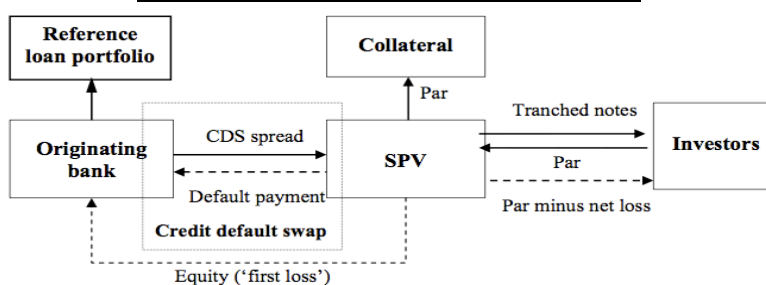 Reference
loan portfolio
Collateral
Par
Tranched notes
CDS spread
Originating
bank
SPV
Investors
Par
Default payment
Par minus net loss
Credit default swap
Equity (‘first loss’)